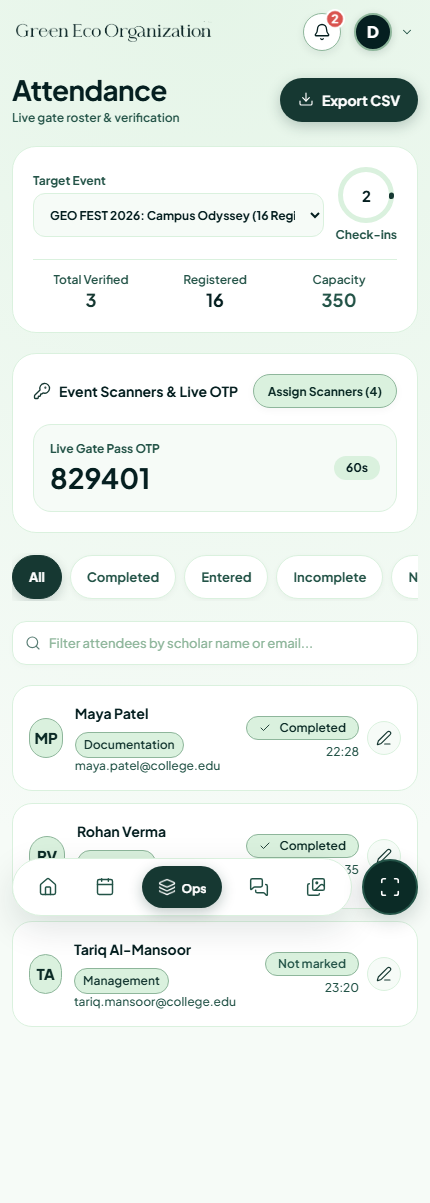 Green Eco Organization
2
D
Attendance
Live gate roster & verification
Export CSV
Target Event
GEO FEST 2026: Campus Odyssey (16 Regi
2
Check-ins
Total Verified
Registered
Capacity
3
16
350
Event Scanners & Live OTP
Assign Scanners (4)
Live Gate Pass OTP
829401
60s
All
Completed
Entered
Incomplete
N
Filter attendees by scholar name or email...
MP
Maya Patel
Documentation
maya.patel@college.edu
Completed
22:28
RV
Rohan Verma
Completed
35
Ops
TA
Tariq Al-Mansoor
Management
tariq.mansoor@college.edu
Not marked
23:20